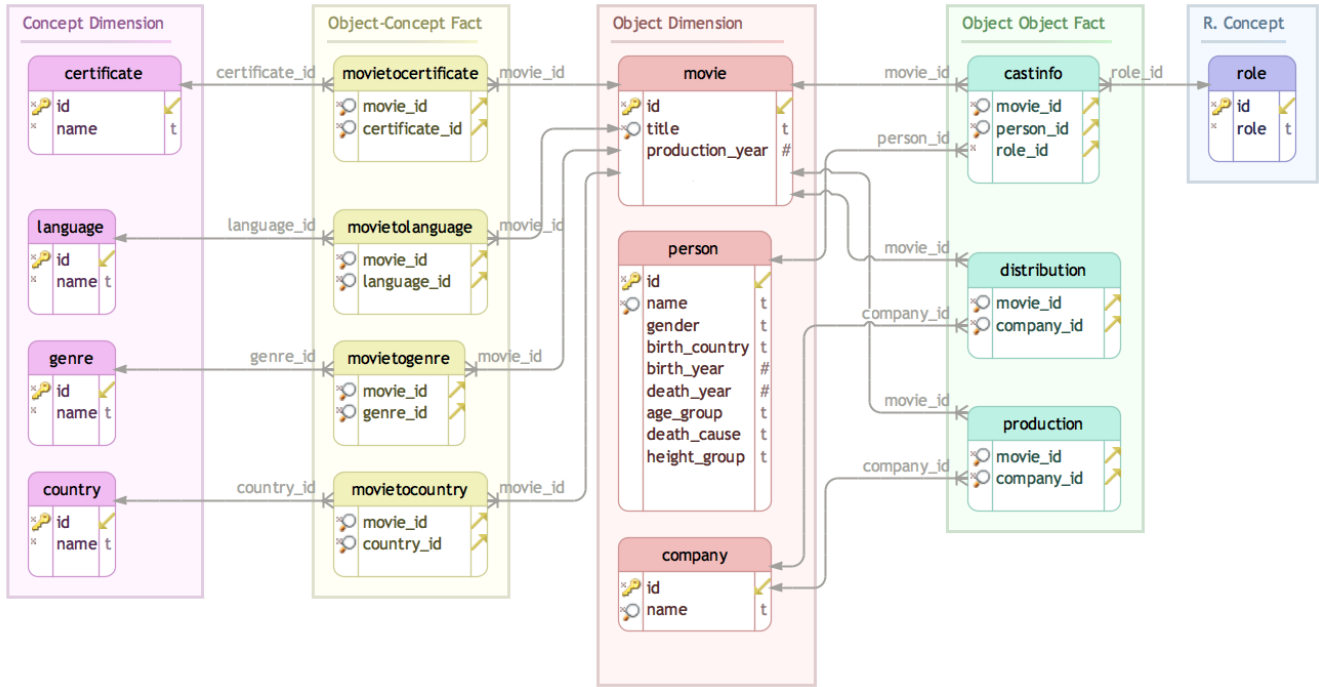 Concept Dimension
certificate
id
name t
language
id
name t
genre
id
name t
country
id
name t
certificate_id
language_id
genre_id
country_id
Object-Concept Fact
movietocertificate
movie_id
certificate_id
movietolanguage
movie_id
language_id
movietogenre
movie_id
genre_id
movietocountry
movie_id
country_id
movie_id
movie_id
movie_id
movie_id
Object Dimension
movie
id
title t
production_year #
person
id
name t
gender t
birth_country t
birth_year #
death_year #
age_group t
death_cause t
height_group t
company
id
name t
movie_id
person_id
movie_id
company_id
movie_id
company_id
Object Object Fact
castinfo
movie_id
person_id
role_id
distribution
movie_id
company_id
production
movie_id
company_id
role_id
R. Concept
role
id
role t